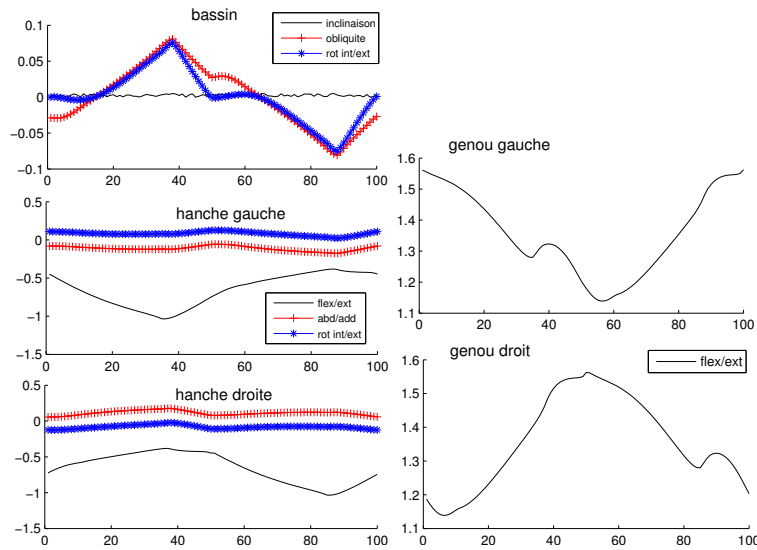 bassin
inclinaison
obliquite
rot int/ext
0.1
0.05
0
−0.05
−0.1
0 20 40 60 80 100
hanche gauche
0.5
0
−0.5
−1
−1.5
flex/ext
abd/add
rot int/ext
0 20 40 60 80 100
hanche droite
0.5
0
−0.5
−1
−1.5
0 20 40 60 80 100
genou gauche
1.6
1.5
1.4
1.3
1.2
1.1
0 20 40 60 80 100
genou droit
flex/ext
1.6
1.5
1.4
1.3
1.2
1.1
0 20 40 60 80 100